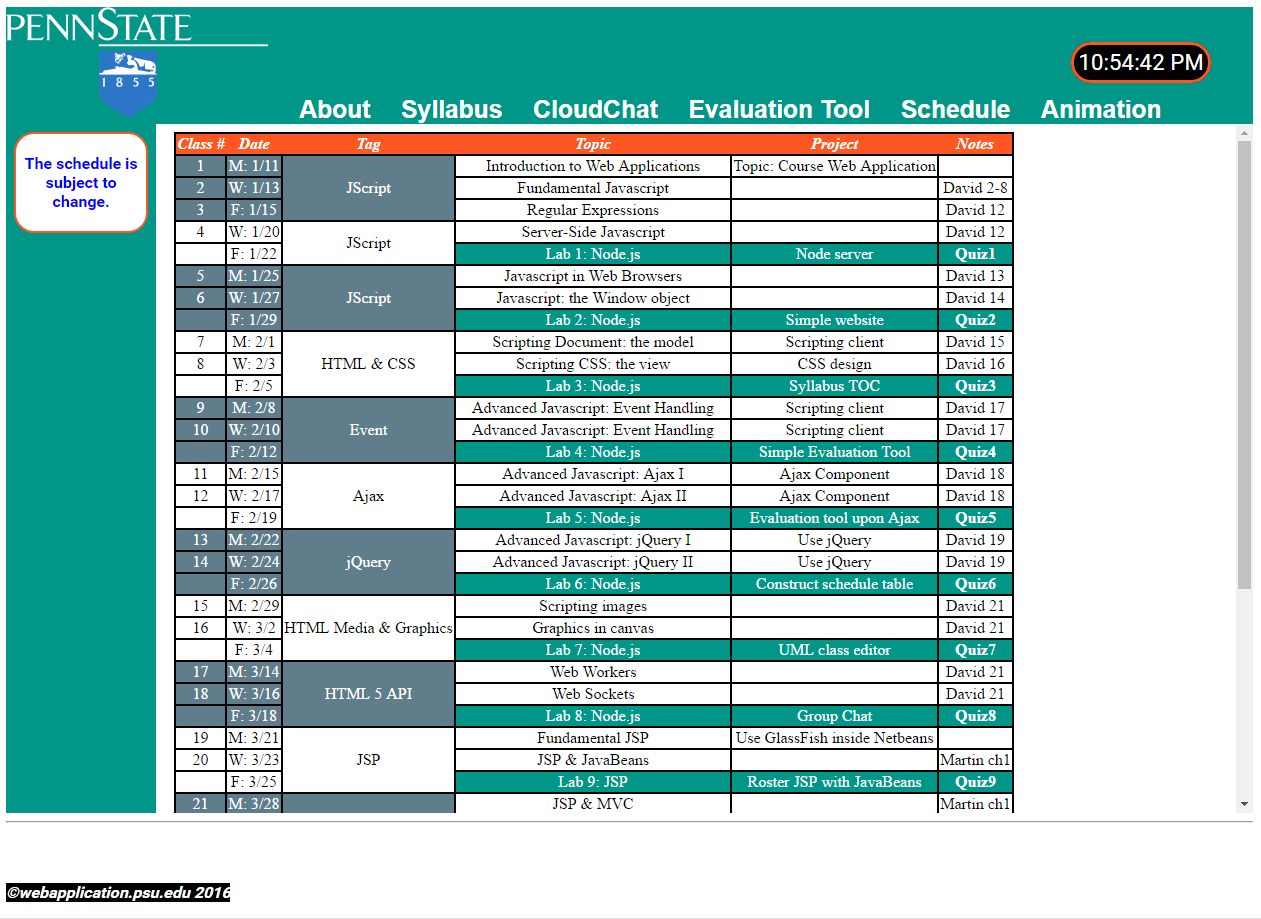 PENNSTATE
1855
10:54:42 PM
About Syllabus CloudChat Evaluation Tool Schedule Animation
The schedule is
subject to
change.
Class # Date Tag Topic Project Notes
1 M: 1/11 JScript Introduction to Web Applications Topic: Course Web Application
2 W: 1/13 Fundamental Javascript David 2-8
3 F: 1/15 Regular Expressions David 12
4 W: 1/20 JScript Server-Side Javascript David 12
F: 1/22 Lab 1: Node.js Node server Quiz1
5 M: 1/25 JScript Javascript in Web Browsers David 13
6 W: 1/27 Javascript: the Window object David 14
F: 1/29 Lab 2: Node.js Simple website Quiz2
7 M: 2/1 HTML & CSS Scripting Document: the model Scripting client David 15
8 W: 2/3 Scripting CSS: the view CSS design David 16
F: 2/5 Lab 3: Node.js Syllabus TOC Quiz3
9 M: 2/8 Event Advanced Javascript: Event Handling Scripting client David 17
10 W: 2/10 Advanced Javascript: Event Handling Scripting client David 17
F: 2/12 Lab 4: Node.js Simple Evaluation Tool Quiz4
11 M: 2/15 Ajax Advanced Javascript: Ajax I Ajax Component David 18
12 W: 2/17 Advanced Javascript: Ajax II Ajax Component David 18
F: 2/19 Lab 5: Node.js Evaluation tool upon Ajax Quiz5
13 M: 2/22 jQuery Advanced Javascript: jQuery I Use jQuery David 19
14 W: 2/24 Advanced Javascript: jQuery II Use jQuery David 19
F: 2/26 Lab 6: Node.js Construct schedule table Quiz6
15 M: 2/29 HTML Media & Graphics Scripting images David 21
16 W: 3/2 Graphics in canvas David 21
F: 3/4 Lab 7: Node.js UML class editor Quiz7
17 M: 3/14 HTML 5 API Web Workers David 21
18 W: 3/16 Web Sockets David 21
F: 3/18 Lab 8: Node.js Group Chat Quiz8
19 M: 3/21 JSP Fundamental JSP Use GlassFish inside Netbeans
20 W: 3/23 JSP & JavaBeans Martin ch1
F: 3/25 Lab 9: JSP Roster JSP with JavaBeans Quiz9
21 M: 3/28 JSP & MVC Martin ch1
©webapplication.psu.edu 2016